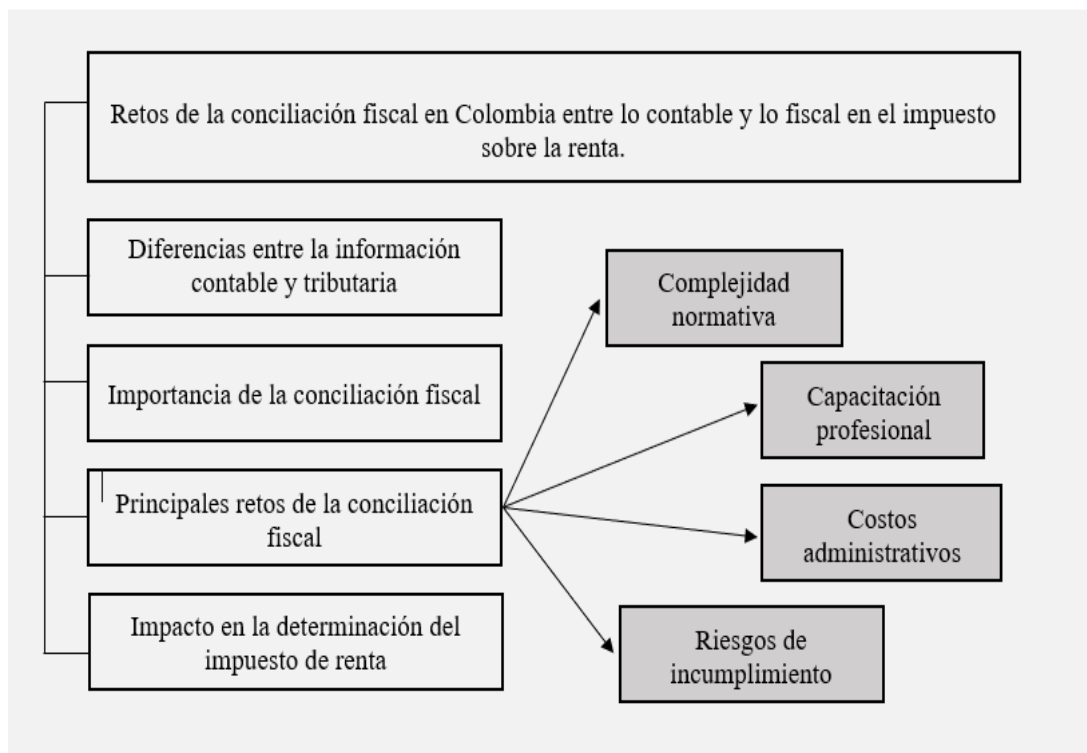 Retos de la conciliación fiscal en Colombia entre lo contable y lo fiscal en el impuesto
sobre la renta.
Diferencias entre la información
contable y tributaria
Importancia de la conciliación fiscal
Principales retos de la conciliación
fiscal
Impacto en la determinación del
impuesto de renta
Complejidad
normativa
Capacitación
profesional
Costos
administrativos
Riesgos de
incumplimiento